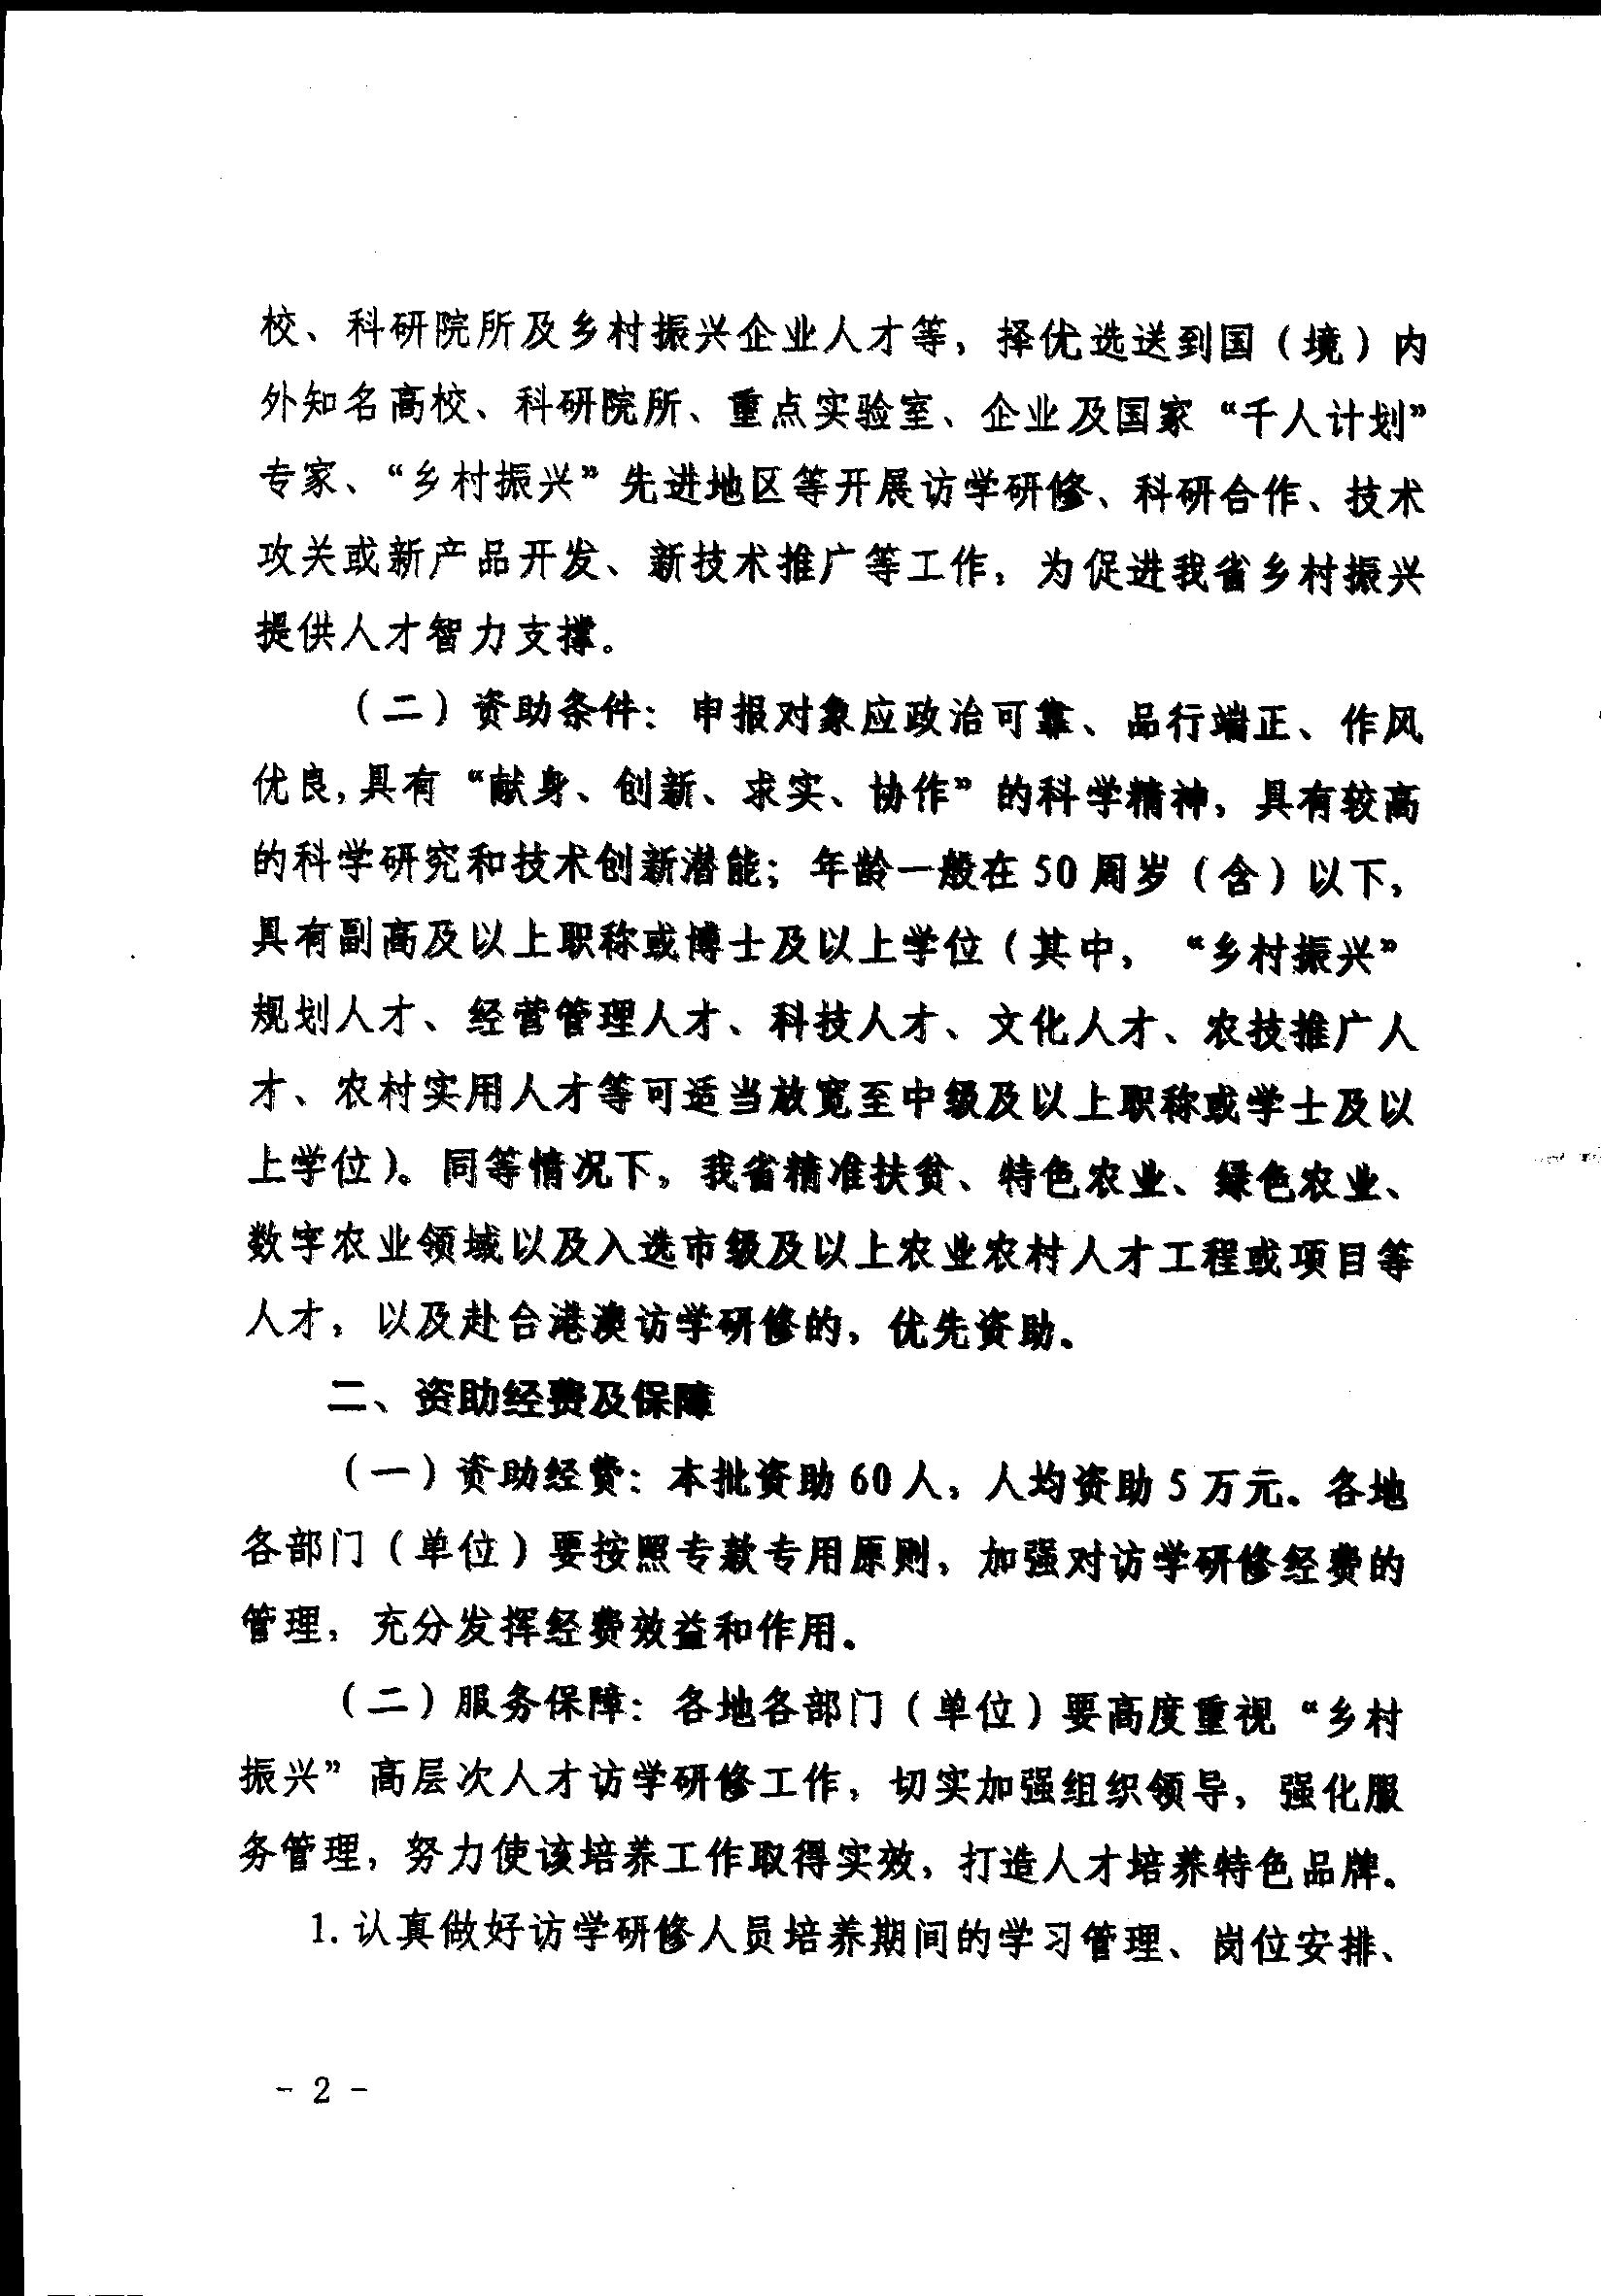 校、科研院所及乡村振兴企业人才等，择优选送到国（境）内
外知名高校、科研院所、重点实验室、企业及国家“千人计划”
专家、“乡村振兴”先进地区等开展访学研修、科研合作、技术
攻关或新产品开发、新技术推广等工作，为促进我省乡村振兴
提供人才智力支撑。
（二）资助条件：申报对象应政治可靠、品行端正、作风
优良，具有“献身、创新、求实、协作”的科学精神，具有较高
的科学研究和技术创新潜能；年龄一般在50周岁（含）以下，
具有副高及以上职称或博士及以上学位（其中，“乡村振兴”
规划人才、经营管理人才、科技人才、文化人才、农技推广人
才、农村实用人才等可适当放宽至中级及以上职称或学士及以
上学位）。同等情况下，我省精准扶贫、特色农业、绿色农业、
数字农业领域以及入选市级及以上农业农村人才工程或项目等
人才，以及赴台港澳访学研修的，优先资助。
二、资助经费及保障
（一）资助经费：本批资助60人，人均资助5万元。各地
各部门（单位）要按照专款专用原则，加强对访学研修经费的
管理，充分发挥经费效益和作用。
（二）服务保障：各地各部门（单位）要高度重视“乡村
振兴”高层次人才访学研修工作，切实加强组织领导，强化服
务管理，努力使该培养工作取得实效，打造人才培养特色品牌。
1.认真做好访学研修人员培养期间的学习管理、岗位安排、
- 2 -